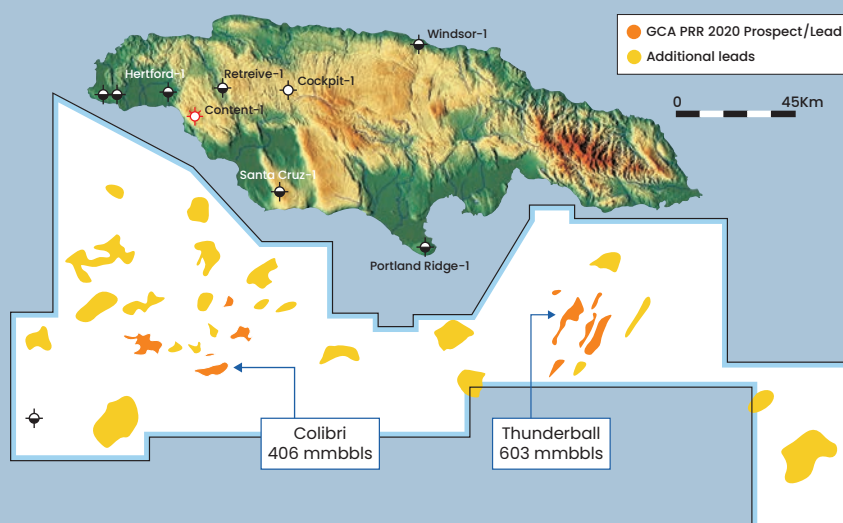 Windsor-1
GCA PRR 2020 Prospect/Lead
Additional leads
0 45Km
Hertford-1
Retreive-1
Cockpit-1
Content-1
Santa Cruz-1
Portland Ridge-1
Colibri
406 mmbbls
Thunderball
603 mmbbls